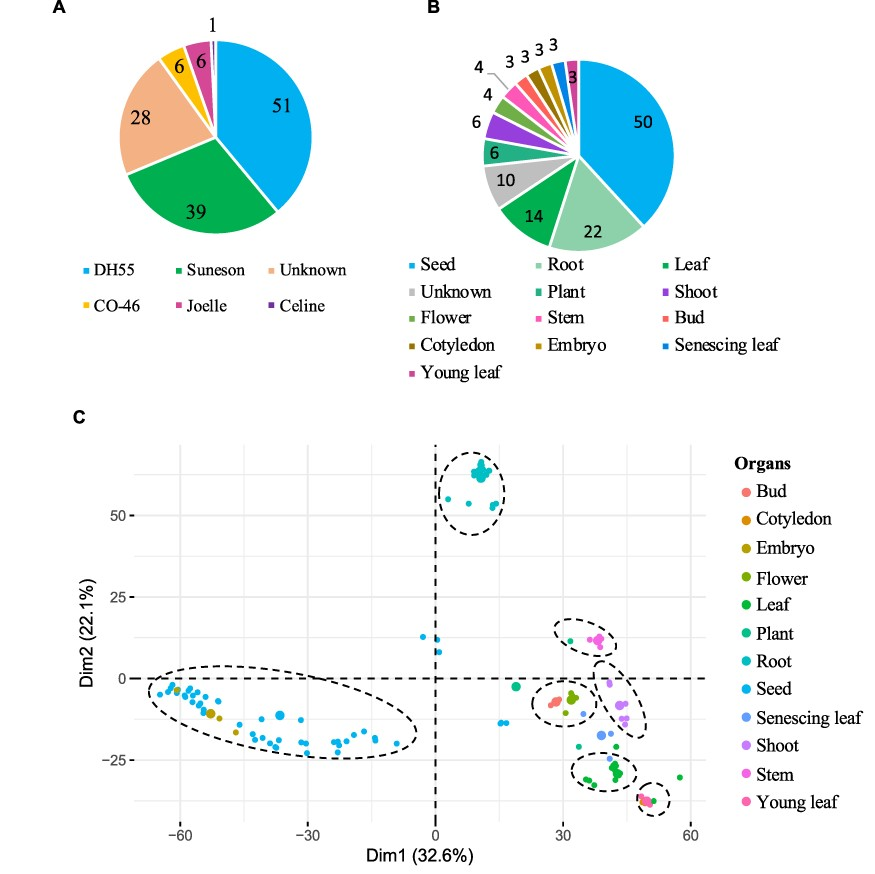 A
1
6
6
51
28
39
DH55 Suneson Unknown
CO-46 Joelle Celine
B
3 3 3 3
4
3
4
50
6
6
10
14
22
Seed Root Leaf
Unknown Plant Shoot
Flower Stem Bud
Cotyledon Embryo Senescing leaf
Young leaf
C
Dim2 (22.1%)
50
25
0
−25
−60 −30 0 30 60
Dim1 (32.6%)
Organs
Bud
Cotyledon
Embryo
Flower
Leaf
Plant
Root
Seed
Senescing leaf
Shoot
Stem
Young leaf